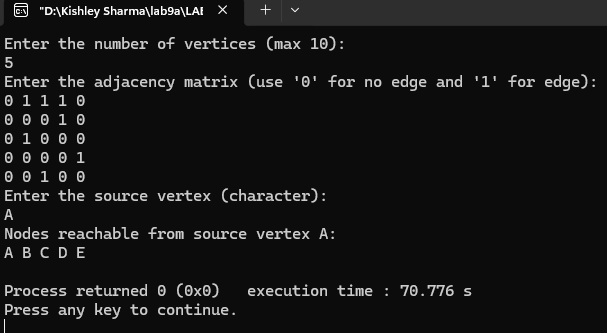 "D:\Kishley Sharma\lab9a\LAE
Enter the number of vertices (max 10):
5
Enter the adjacency matrix (use '0' for no edge and '1' for edge):
0 1 1 1 0
0 0 0 1 0
0 1 0 0 0
0 0 0 0 1
0 0 1 0 0
Enter the source vertex (character):
A
Nodes reachable from source vertex A:
A B C D E
Process returned 0 (0x0)   execution time : 70.776 s
Press any key to continue.